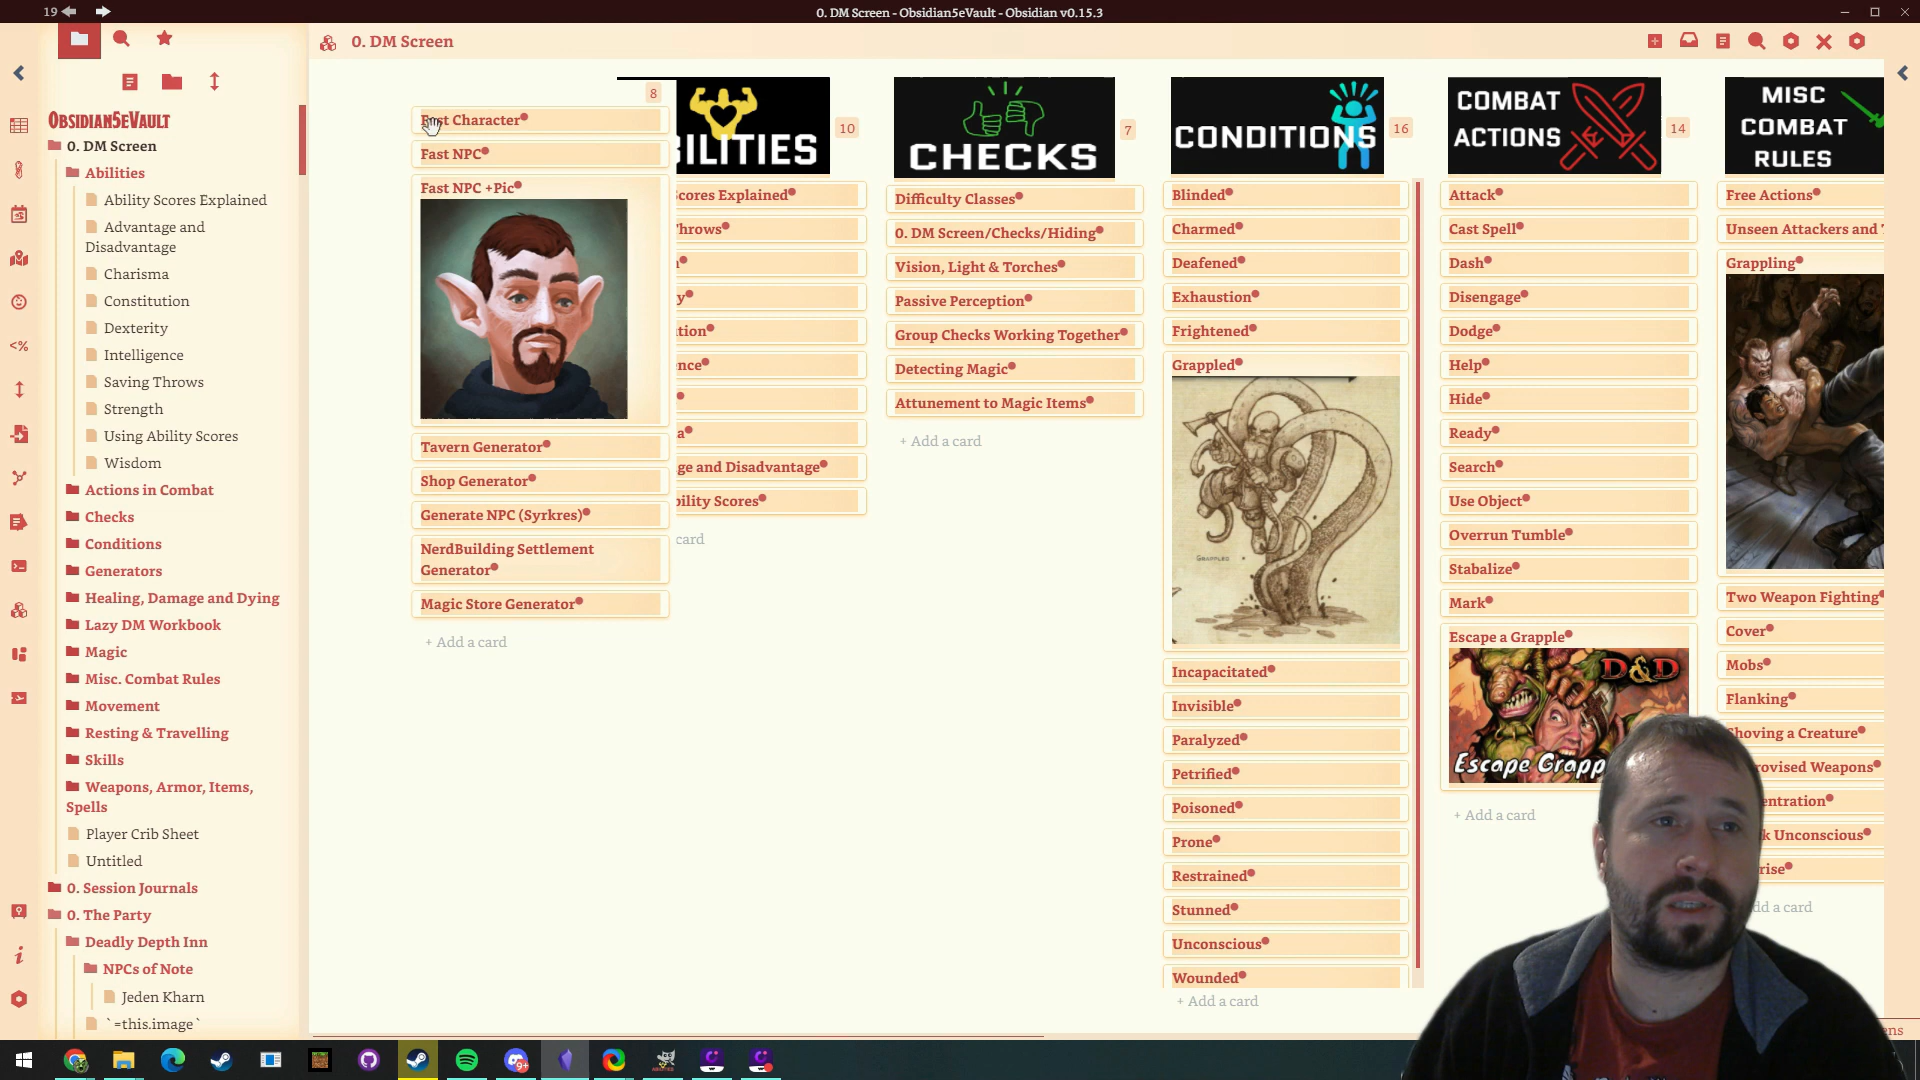 19
0. DM Screen - Obsidian5eVault - Obsidian v0.15.3
0. DM Screen
Obsidian5eVault
0. DM Screen
Abilities
Ability Scores Explained
Advantage and
Disadvantage
Charisma
Constitution
Dexterity
Intelligence
Saving Throws
Strength
Using Ability Scores
Wisdom
Actions in Combat
Checks
Conditions
Generators
Healing, Damage and Dying
Lazy DM Workbook
Magic
Misc. Combat Rules
Movement
Resting & Travelling
Skills
Weapons, Armor, Items,
Spells
Player Crib Sheet
Untitled
0. Session Journals
0. The Party
Deadly Depth Inn
NPCs of Note
Jeden Kharn
`=this.image`
<%
8
Character
Fast NPC
Fast NPC +Pic
Tavern Generator
Shop Generator
Generate NPC (Syrkres)
NerdBuilding Settlement
Generator
Magic Store Generator
+ Add a card
ILITIES
10
Scores Explained
Throws
y
tion
nce
a
ge and Disadvantage
bility Scores
card
CHECKS
7
Difficulty Classes
0. DM Screen/Checks/Hiding
Vision, Light & Torches
Passive Perception
Group Checks Working Together
Detecting Magic
Attunement to Magic Items
+ Add a card
CONDITIONS
16
Blinded
Charmed
Deafened
Exhaustion
Frightened
Grappled
Grappled
Incapacitated
Invisible
Paralyzed
Petrified
Poisoned
Prone
Restrained
Stunned
Unconscious
Wounded
+ Add a card
COMBAT
ACTIONS
14
Attack
Cast Spell
Dash
Disengage
Dodge
Help
Hide
Ready
Search
Use Object
Overrun Tumble
Stabalize
Mark
Escape a Grapple
D&D
Escape Grapp
+ Add a card
MISC
COMBAT
RULES
Free Actions
Unseen Attackers and
Grappling
Two Weapon Fighting
Cover
Mobs
Flanking
Shoving a Creature
rovised Weapons
entration
k Unconscious
rise
dd a card
ens
9+